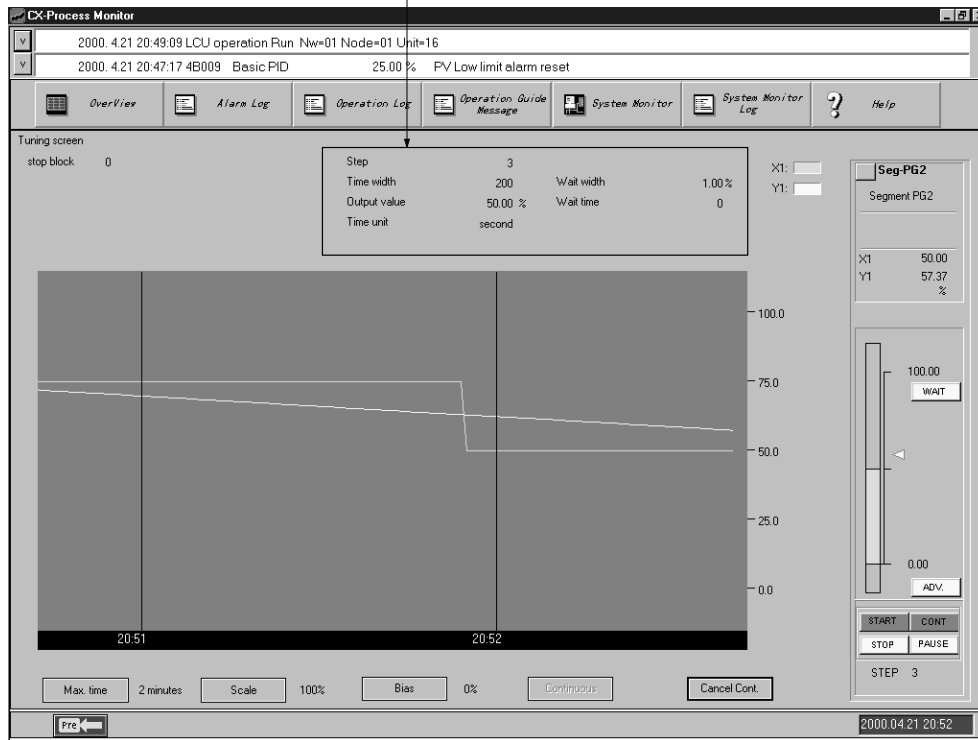 CX-Process Monitor
2000. 4.21 20:49:09 LCU operation Run Nw=01 Node=01 Unit=16
2000. 4.21 20:47:17 4B009 Basic PID 25.00 % PV Low limit alarm reset
OverView
Alarm Log
Operation Log
Operation Guide
Message
System Monitor
System Monitor
Log
Help
Tuning screen
stop block 0
Step 3
Time width 200 Wait width 1.00 %
Output value 50.00 % Wait time 0
Time unit second
X1:
Y1:
Seg-PG2
Segment PG2
X1 50.00
Y1 57.37
%
100.0
75.0
50.0
25.0
0.0
20:51 20:52
100.00
WAIT
0.00
ADV.
START CONT
STOP PAUSE
STEP 3
Max. time 2 minutes Scale 100% Bias 0% Continuous Cancel Cont.
Pre
2000.04.21 20:52